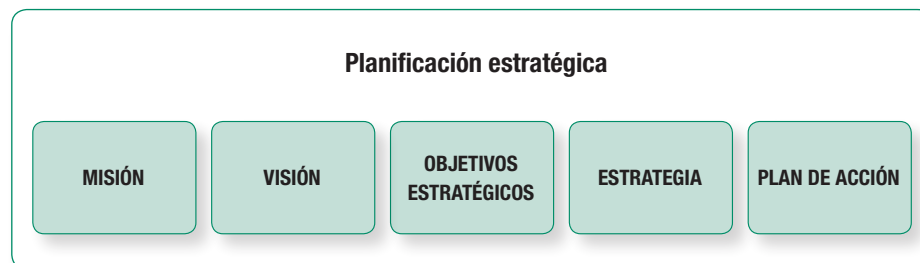 Planificación estratégica
MISIÓN
VISIÓN
OBJETIVOS
ESTRATÉGICOS
ESTRATEGIA
PLAN DE ACCIÓN